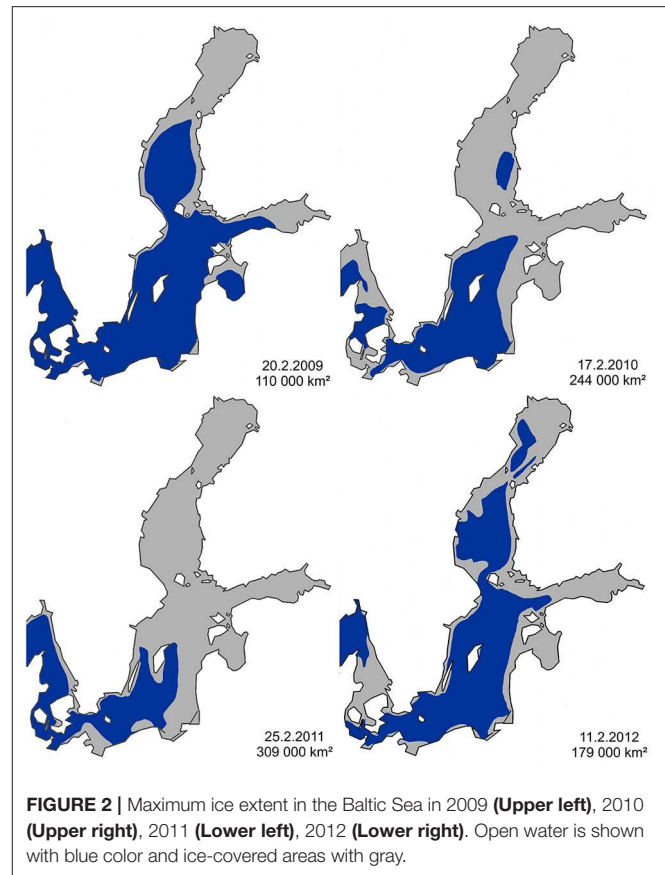 20.2.2009
110 000 km²
17.2.2010
244 000 km²
25.2.2011
309 000 km²
11.2.2012
179 000 km²
FIGURE 2 | Maximum ice extent in the Baltic Sea in 2009 (Upper left), 2010
(Upper right), 2011 (Lower left), 2012 (Lower right). Open water is shown
with blue color and ice-covered areas with gray.